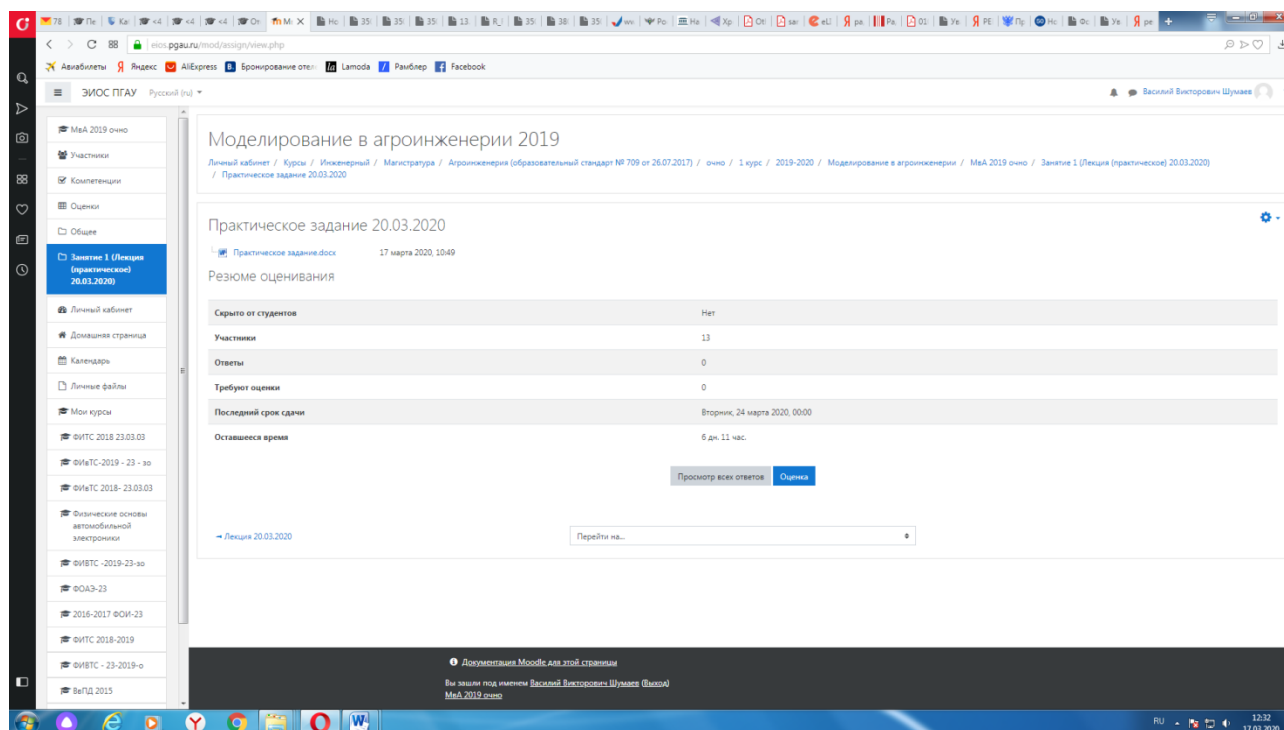 eios.pgau.ru/mod/assign/view.php
Авиабилеты Яндекс AliExpress Бронирование отел Lamoda Рамблер Facebook
ЭИОС ПГАУ Русский (ru)
Василий Викторович Шумаев
МвА 2019 очно
Участники
Компетенции
Оценки
Общее
Занятие 1 (Лекция
(практическое)
20.03.2020)
Личный кабинет
Домашняя страница
Календарь
Личные файлы
Мои курсы
ФИТС 2018 23.03.03
ФИвТС-2019 - 23 - зо
ФИвТС 2018- 23.03.03
Физические основы
автомобильной
электроники
ФИВТС -2019-23-зо
ФОАЭ-23
2016-2017 ФОИ-23
ФИТС 2018-2019
ФИВТС - 23-2019-о
ВвПД 2015
Моделирование в агроинженерии 2019
Личный кабинет / Курсы / Инженерный / Магистратура / Агроинженерия (образовательный стандарт № 709 от 26.07.2017) / очно / 1 курс / 2019-2020 / Моделирование в агроинженерии / МвА 2019 очно / Занятие 1 (Лекция (практическое) 20.03.2020)
/ Практическое задание 20.03.2020
Практическое задание 20.03.2020
Практическое задание.docx 17 марта 2020, 10:49
Резюме оценивания
Скрыто от студентов Нет
Участники 13
Ответы 0
Требуют оценки 0
Последний срок сдачи Вторник, 24 марта 2020, 00:00
Оставшееся время 6 дн. 11 час.
Просмотр всех ответов Оценка
Лекция 20.03.2020 Перейти на...
Документация Moodle для этой страницы
Вы зашли под именем Василий Викторович Шумаев (Выход)
МвА 2019 очно
RU 12:32
17.03.2020